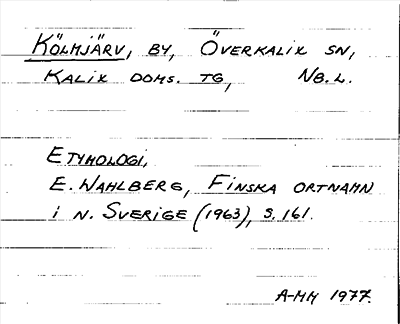 KÖLMJÄRV, BY, ÖVERKALIX SN,
KALIX DOMS. TG, NB.L.
ETYMOLOGI,
E. WAHLBERG, FINSKA ORTNAMN
I N. SVERIGE (1963), S. 161.
A-MH 1977.